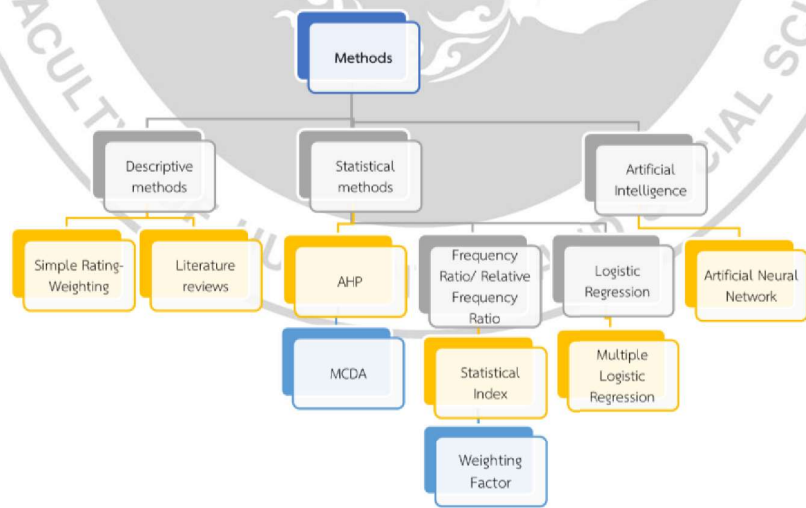 Methods
Descriptive
methods
Statistical
methods
Artificial
Intelligence
Simple Rating-
Weighting
Literature
reviews
AHP
Frequency
Ratio/ Relative
Frequency
Ratio
Logistic
Regression
Artificial Neural
Network
MCDA
Statistical
Index
Multiple
Logistic
Regression
Weighting
Factor